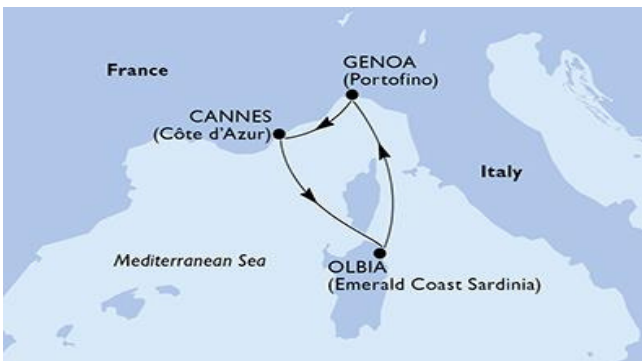 GENOA
(Portofino)
France
CANNES
(Côte d'Azur)
Italy
Mediterranean Sea
OLBIA
(Emerald Coast Sardinia)